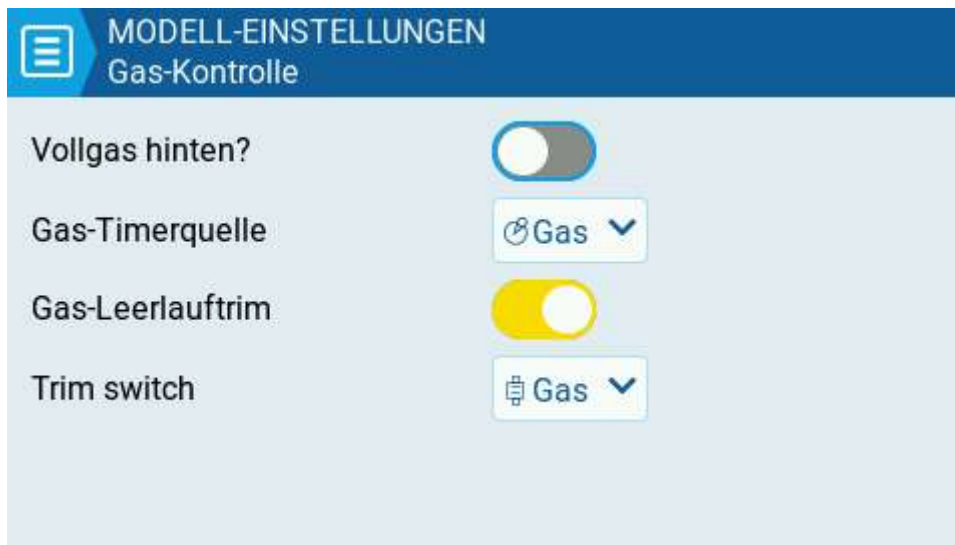 MODELL-EINSTELLUNGEN
Gas-Kontrolle
Vollgas hinten?
Gas-Timerquelle Gas
Gas-Leerlauftrim
Trim switch Gas